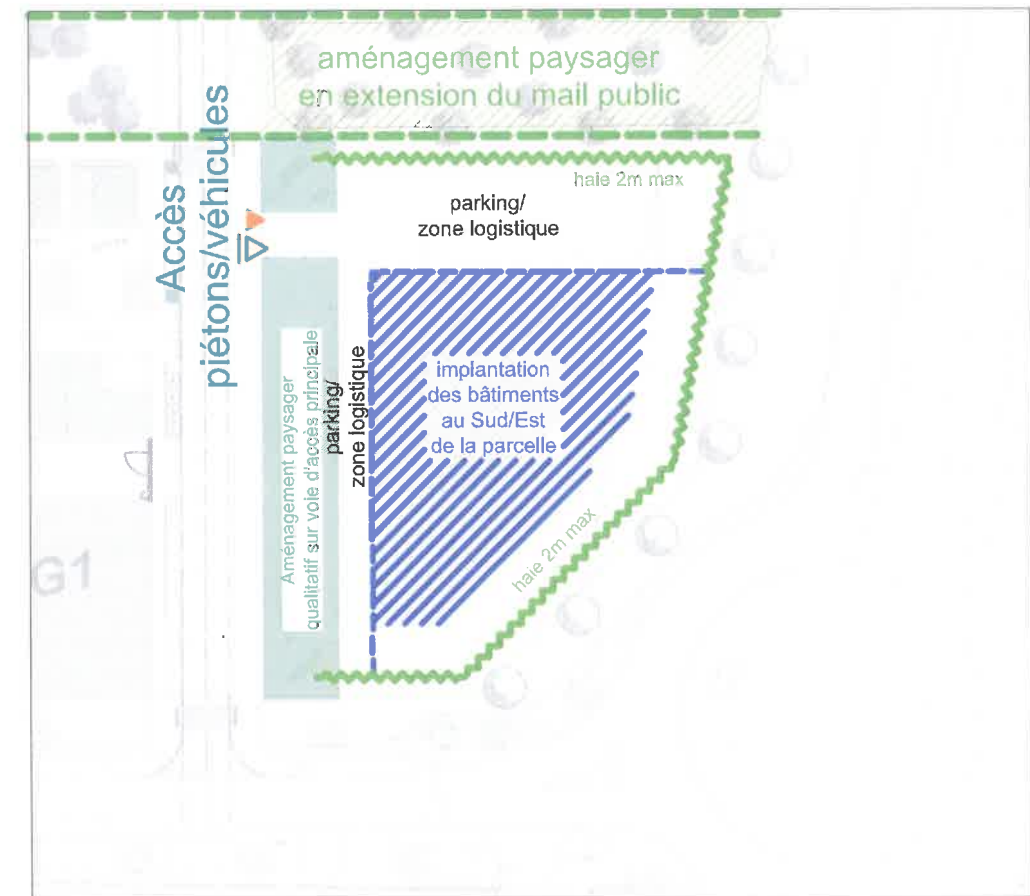 aménagement paysager
en extension du mail public
haie 2m max
parking/
zone logistique
Accès
piétons/véhicules
Aménagement paysager
qualitatif sur voie d'accès principale
parking/
zone logistique
implantation
des bâtiments
au Sud/Est
de la parcelle
haie 2m max
G1